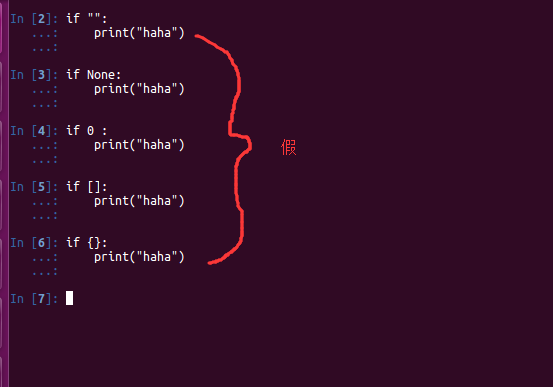 In [2]: if "":
   ...:     print("haha")
   ...:
In [3]: if None:
   ...:     print("haha")
   ...:
In [4]: if 0 :
   ...:     print("haha")
   ...:
假
In [5]: if []:
   ...:     print("haha")
   ...:
In [6]: if {}:
   ...:     print("haha")
   ...:
In [7]: